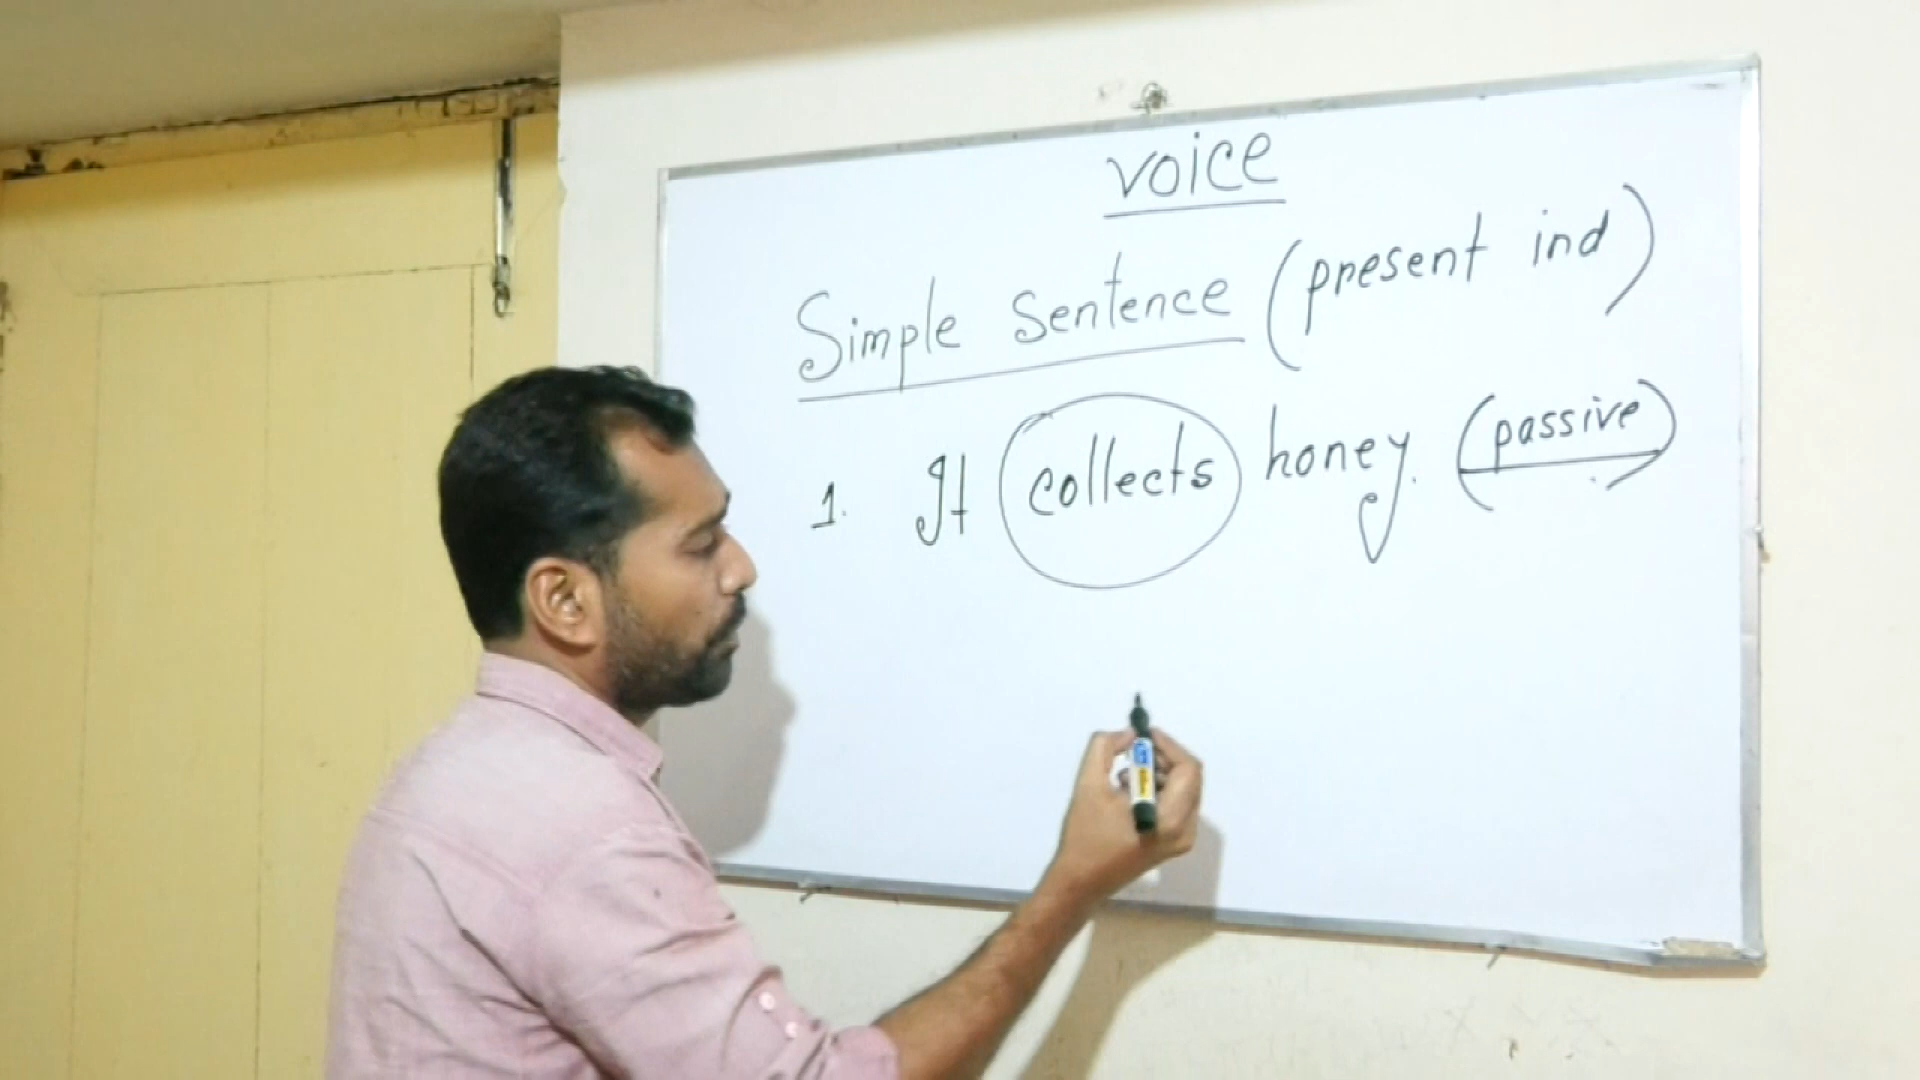 voice
Simple Sentence (present ind)
1. It collects honey. (passive)